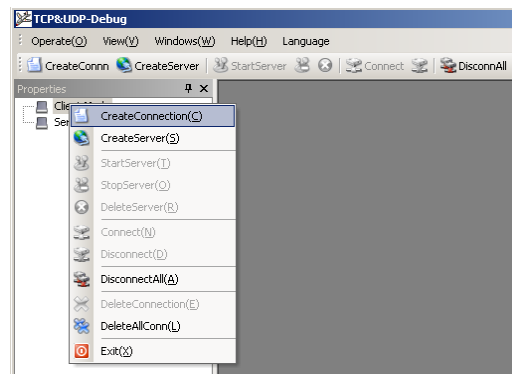 TCP&UDP-Debug
Operate(O) View(V) Windows(W) Help(H) Language
CreateConnn CreateServer StartServer Connect DisconnAll
Properties
CreateConnection(C)
CreateServer(S)
StartServer(T)
StopServer(O)
DeleteServer(R)
Connect(N)
Disconnect(D)
DisconnectAll(A)
DeleteConnection(E)
DeleteAllConn(L)
Exit(X)